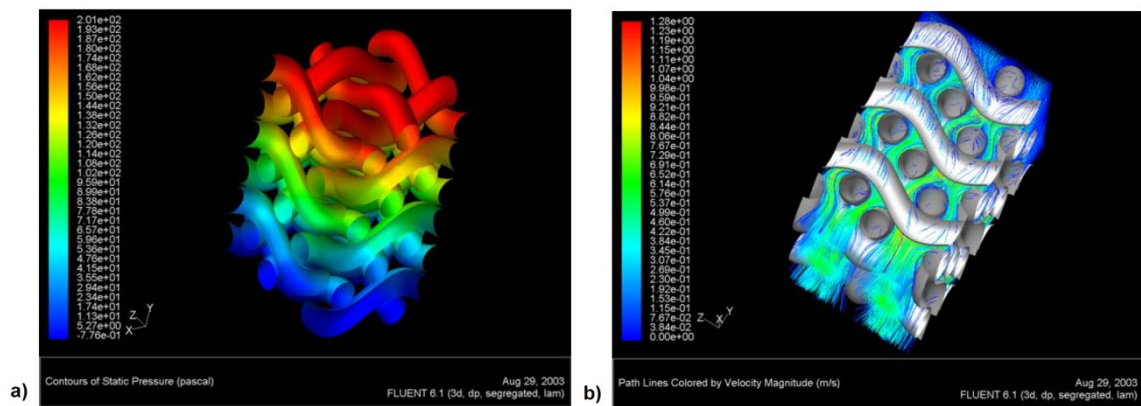 2.01e+02
1.93e+02
1.87e+02
1.80e+02
1.74e+02
1.68e+02
1.62e+02
1.56e+02
1.44e+02
1.38e+02
1.32e+02
1.26e+02
1.20e+02
1.14e+02
1.08e+02
1.02e+02
9.59e+01
8.99e+01
8.38e+01
7.78e+01
7.17e+01
6.57e+01
5.96e+01
5.36e+01
4.76e+01
4.15e+01
3.55e+01
2.94e+01
2.34e+01
1.74e+01
1.13e+01
5.27e+00
-7.76e-01
Z Y
X
Contours of Static Pressure (pascal)
Aug 29, 2003
FLUENT 6.1 (3d, dp, segregated, lam)
a)
1.28e+00
1.23e+00
1.19e+00
1.15e+00
1.11e+00
1.07e+00
1.04e+00
9.98e-01
9.59e-01
9.21e-01
8.82e-01
8.44e-01
8.06e-01
7.67e-01
7.29e-01
6.91e-01
6.52e-01
6.14e-01
5.76e-01
5.37e-01
4.99e-01
4.60e-01
4.22e-01
3.84e-01
3.45e-01
3.07e-01
2.69e-01
2.30e-01
1.92e-01
1.53e-01
1.15e-01
7.67e-02
3.84e-02
0.00e+00
Z X Y
Path Lines Colored by Velocity Magnitude (m/s)
Aug 29, 2003
FLUENT 6.1 (3d, dp, segregated, lam)
b)